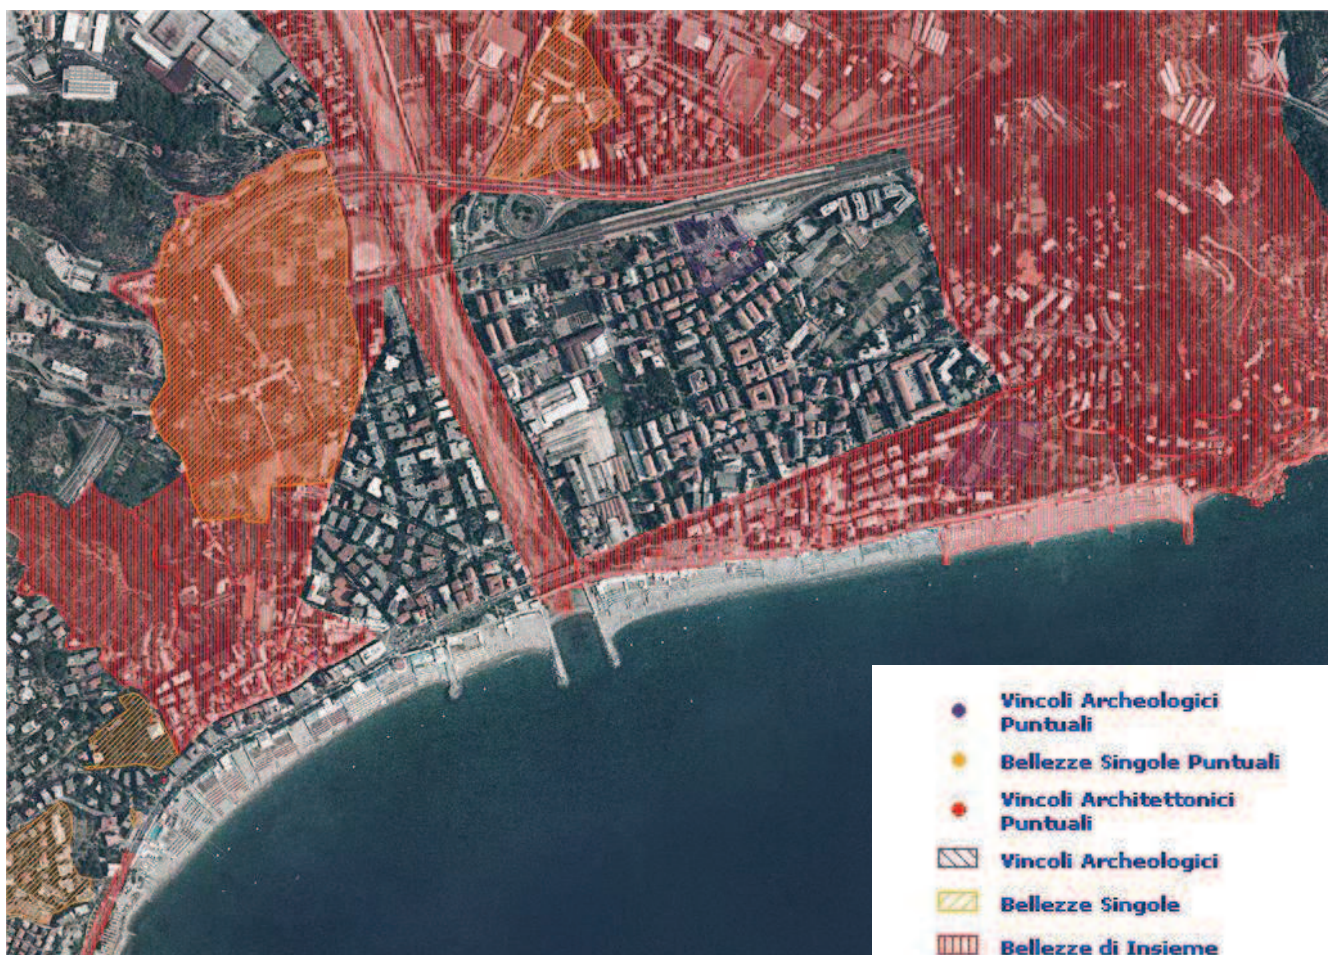 Vincoli Archeologici
Puntuali
Bellezze Singole Puntuali
Vincoli Architettonici
Puntuali
Vincoli Archeologici
Bellezze Singole
Bellezze di Insieme